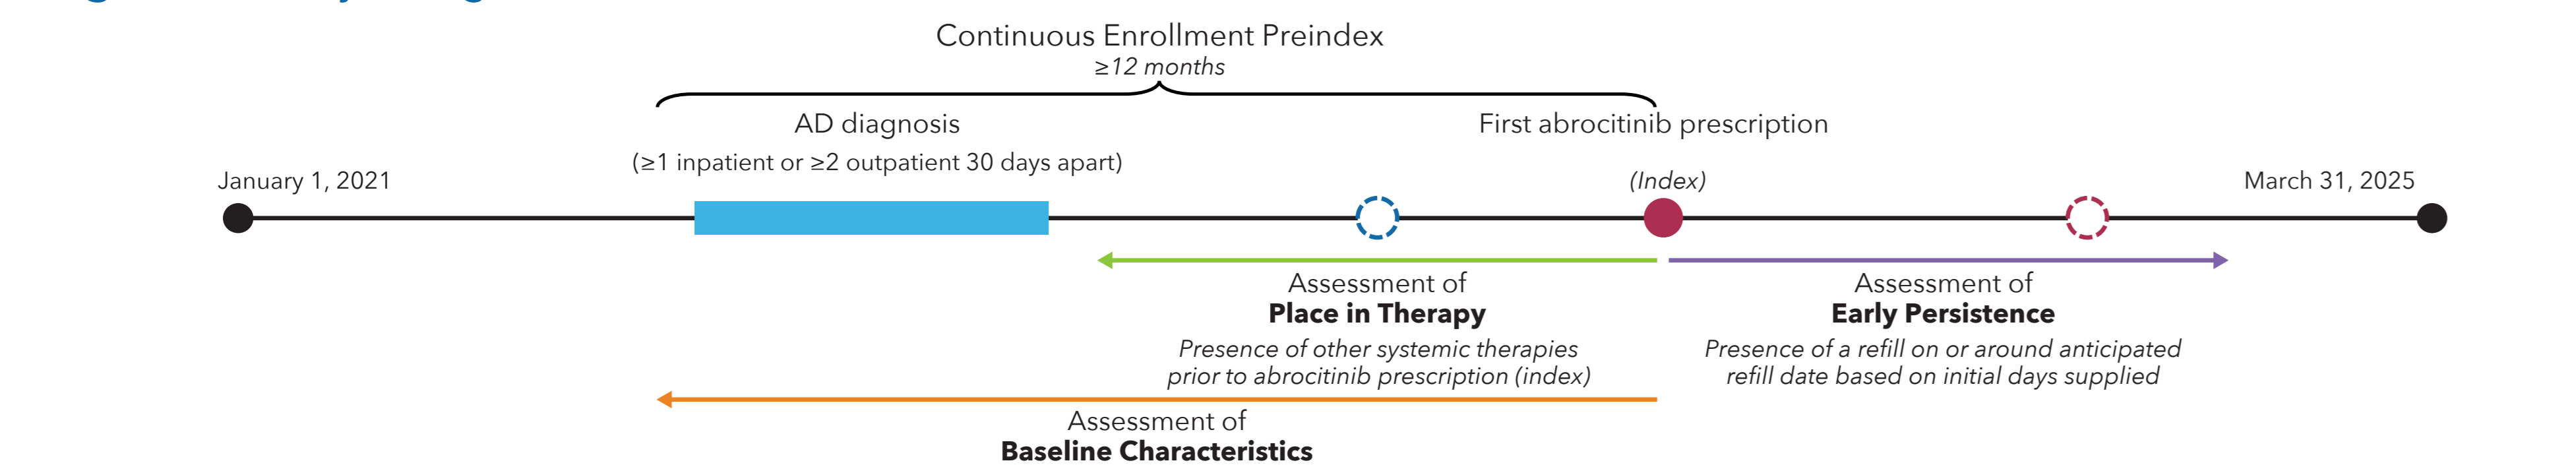 Continuous Enrollment Preindex
≥12 months
AD diagnosis
First abrocitinib prescription
(≥1 inpatient or ≥2 outpatient 30 days apart)
January 1, 2021
(Index)
March 31, 2025
Assessment of
Place in Therapy
Presence of other systemic therapies
prior to abrocitinib prescription (index)
Assessment of
Early Persistence
Presence of a refill on or around anticipated
refill date based on initial days supplied
Assessment of
Baseline Characteristics